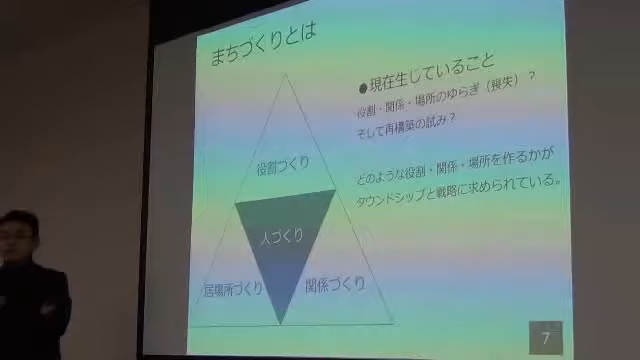 まちづくりとは
●現在生じていること
役割・関係・場所のゆらぎ（喪失）？
そして再構築の試み？
どのような役割・関係・場所を作るかが
タウンドシップと戦略に求められている。
役割づくり
人づくり
居場所づくり
関係づくり
7